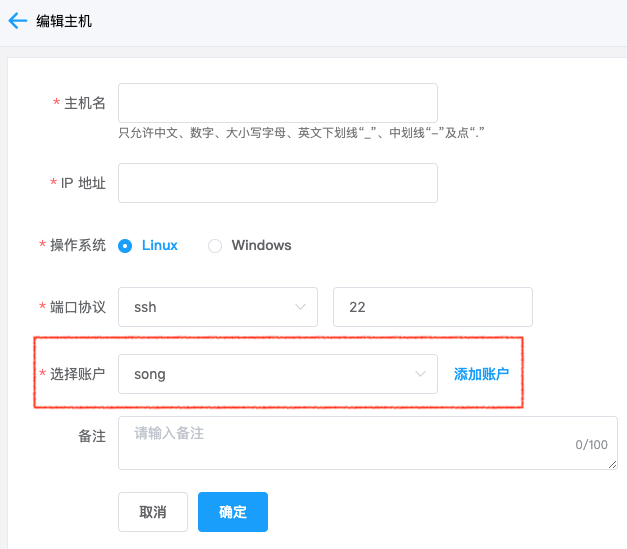 编辑主机
* 主机名
只允许中文、数字、大小写字母、英文下划线“_”、中划线“-”及点“.”
* IP 地址
* 操作系统 Linux Windows
* 端口协议 ssh 22
* 选择账户 song 添加账户
备注 请输入备注 0/100
取消 确定